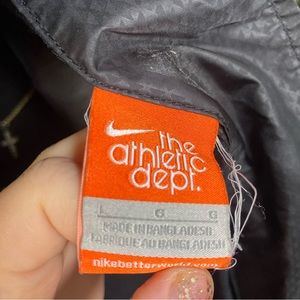 the
athletic
dept.
L G G
MADE IN BANGLADESH
FABRIQUE AU BANGLADESH
nikebetterworld.com